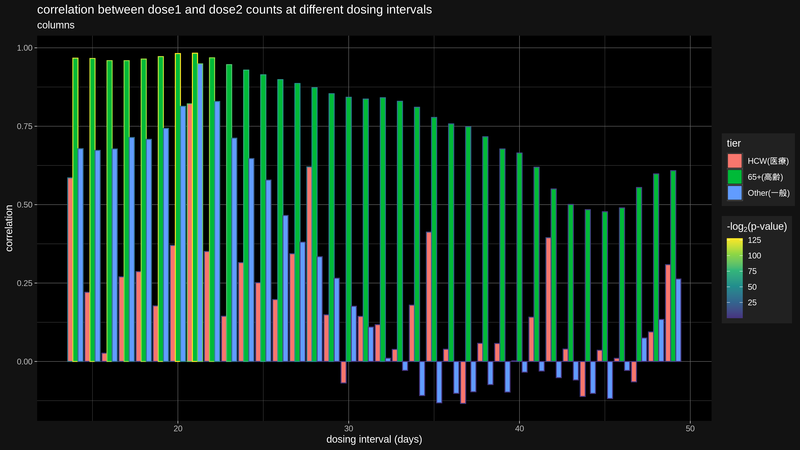 correlation between dose1 and dose2 counts at different dosing intervals
columns
1.00
0.75
0.50
0.25
0.00
correlation
20
30
40
50
dosing interval (days)
tier
HCW(医療)
65+(高齢)
Other(一般)
-log₂(p-value)
125
100
75
50
25